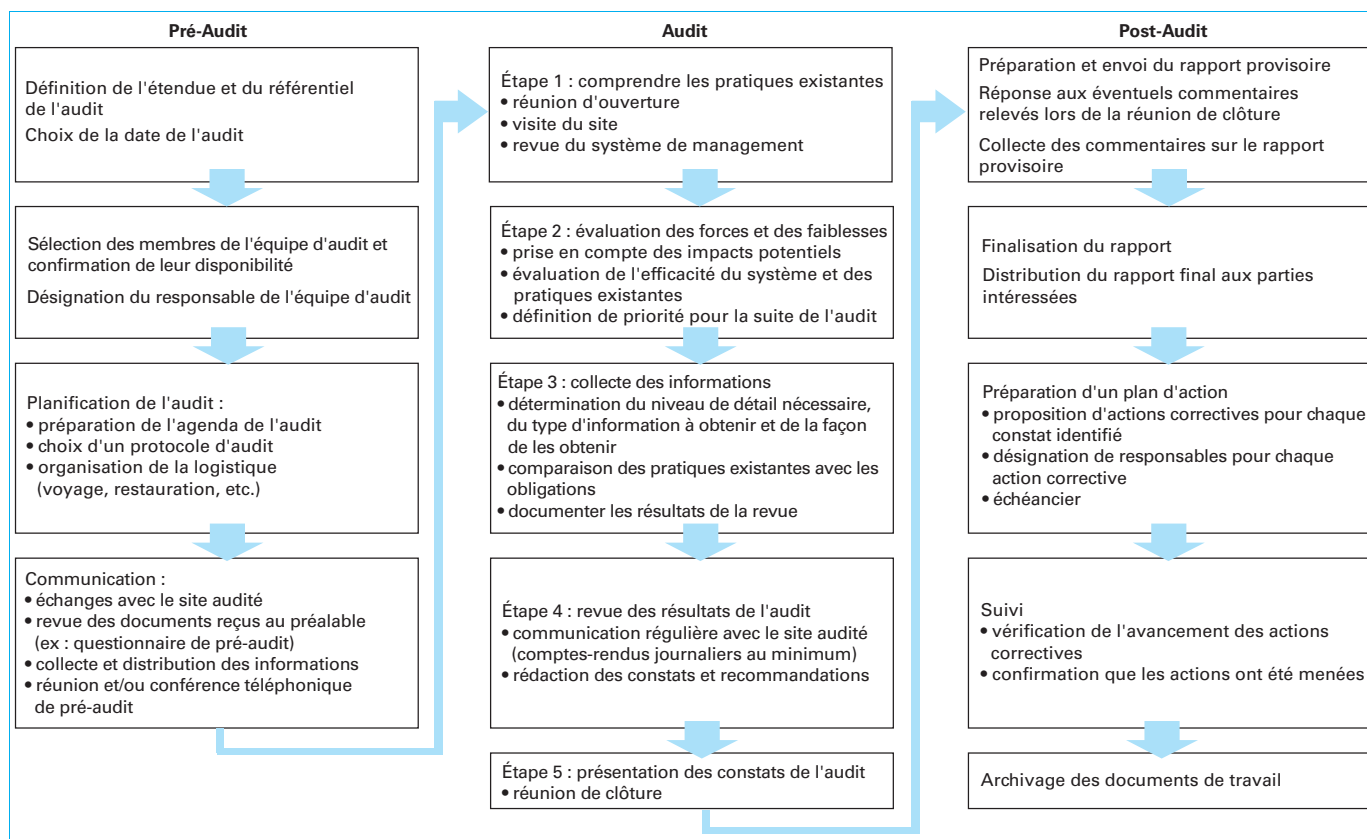 Pré-Audit
Définition de l'étendue et du référentiel
de l'audit
Choix de la date de l'audit
Sélection des membres de l'équipe d'audit et
confirmation de leur disponibilité
Désignation du responsable de l'équipe d'audit
Planification de l'audit :
• préparation de l'agenda de l'audit
• choix d'un protocole d'audit
• organisation de la logistique
(voyage, restauration, etc.)
Communication :
• échanges avec le site audité
• revue des documents reçus au préalable
(ex : questionnaire de pré-audit)
• collecte et distribution des informations
• réunion et/ou conférence téléphonique
de pré-audit
Audit
Étape 1 : comprendre les pratiques existantes
• réunion d'ouverture
• visite du site
• revue du système de management
Étape 2 : évaluation des forces et des faiblesses
• prise en compte des impacts potentiels
• évaluation de l'efficacité du système et des
pratiques existantes
• définition de priorité pour la suite de l'audit
Étape 3 : collecte des informations
• détermination du niveau de détail nécessaire,
du type d'information à obtenir et de la façon
de les obtenir
• comparaison des pratiques existantes avec les
obligations
• documenter les résultats de la revue
Étape 4 : revue des résultats de l'audit
• communication régulière avec le site audité
(comptes-rendus journaliers au minimum)
• rédaction des constats et recommandations
Étape 5 : présentation des constats de l'audit
• réunion de clôture
Post-Audit
Préparation et envoi du rapport provisoire
Réponse aux éventuels commentaires
relevés lors de la réunion de clôture
Collecte des commentaires sur le rapport
provisoire
Finalisation du rapport
Distribution du rapport final aux parties
intéressées
Préparation d'un plan d'action
• proposition d'actions correctives pour chaque
constat identifié
• désignation de responsables pour chaque
action corrective
• échéancier
Suivi
• vérification de l'avancement des actions
correctives
• confirmation que les actions ont été menées
Archivage des documents de travail